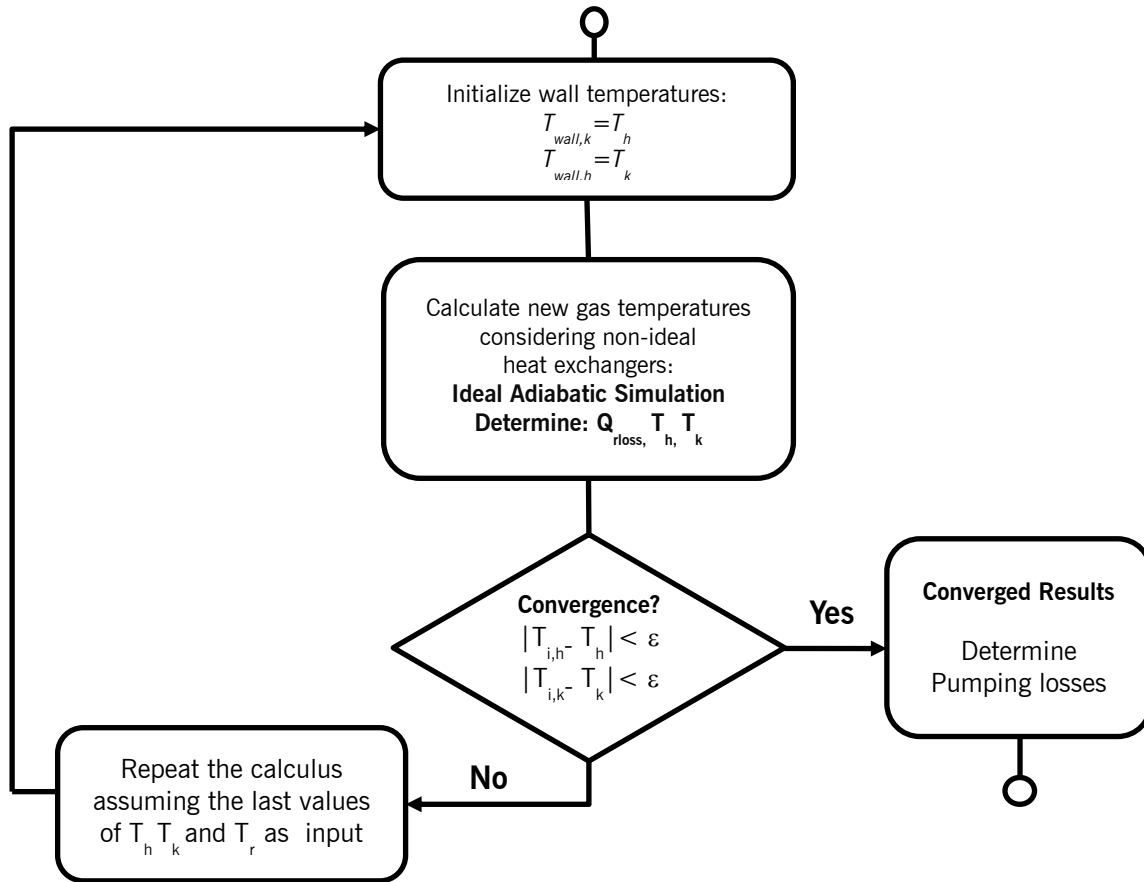 Initialize wall temperatures:
T_wall,k=T_h
T_wall,h=T_k
Calculate new gas temperatures
considering non-ideal
heat exchangers:
Ideal Adiabatic Simulation
Determine: Q_rloss, T_h, T_k
Convergence?
|T_i,h- T_h| < ε
|T_i,k- T_k| < ε
Yes
Converged Results
Determine
Pumping losses
No
Repeat the calculus
assuming the last values
of T_h T_k and T_r as input